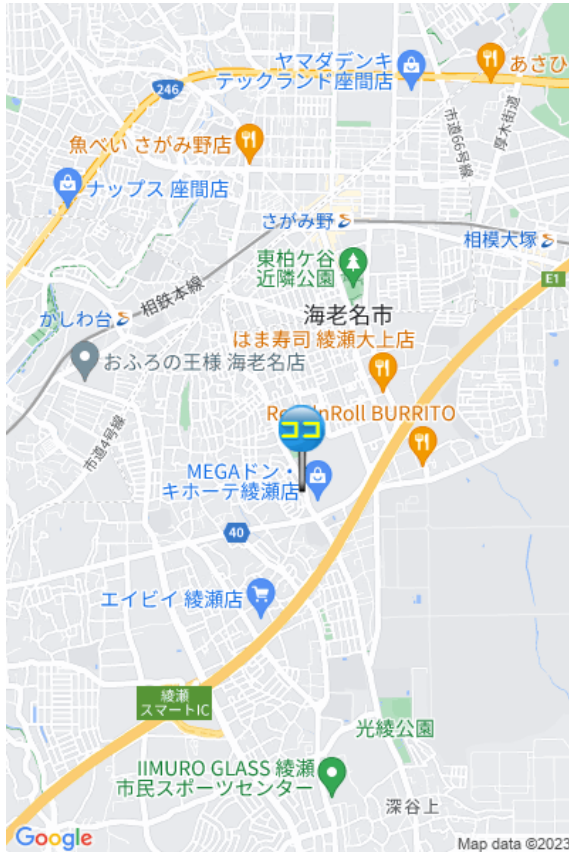 ヤマダデンキ
テックランド座間店
あさひ
246
市道66号線
厚木街道
魚べい さがみ野店
ナップス 座間店
さがみ野
相模大塚
東柏ケ谷
近隣公園
E1
相鉄本線
かしわ台
海老名市
はま寿司 綾瀬大上店
おふろの王様 海老名店
nRoll BURRITO
ココ
市道4号線
MEGAドン・
キホーテ綾瀬店
40
エイビイ 綾瀬店
綾瀬
スマートIC
光綾公園
IIMURO GLASS 綾瀬
市民スポーツセンター
深谷上
Google
Map data ©2023